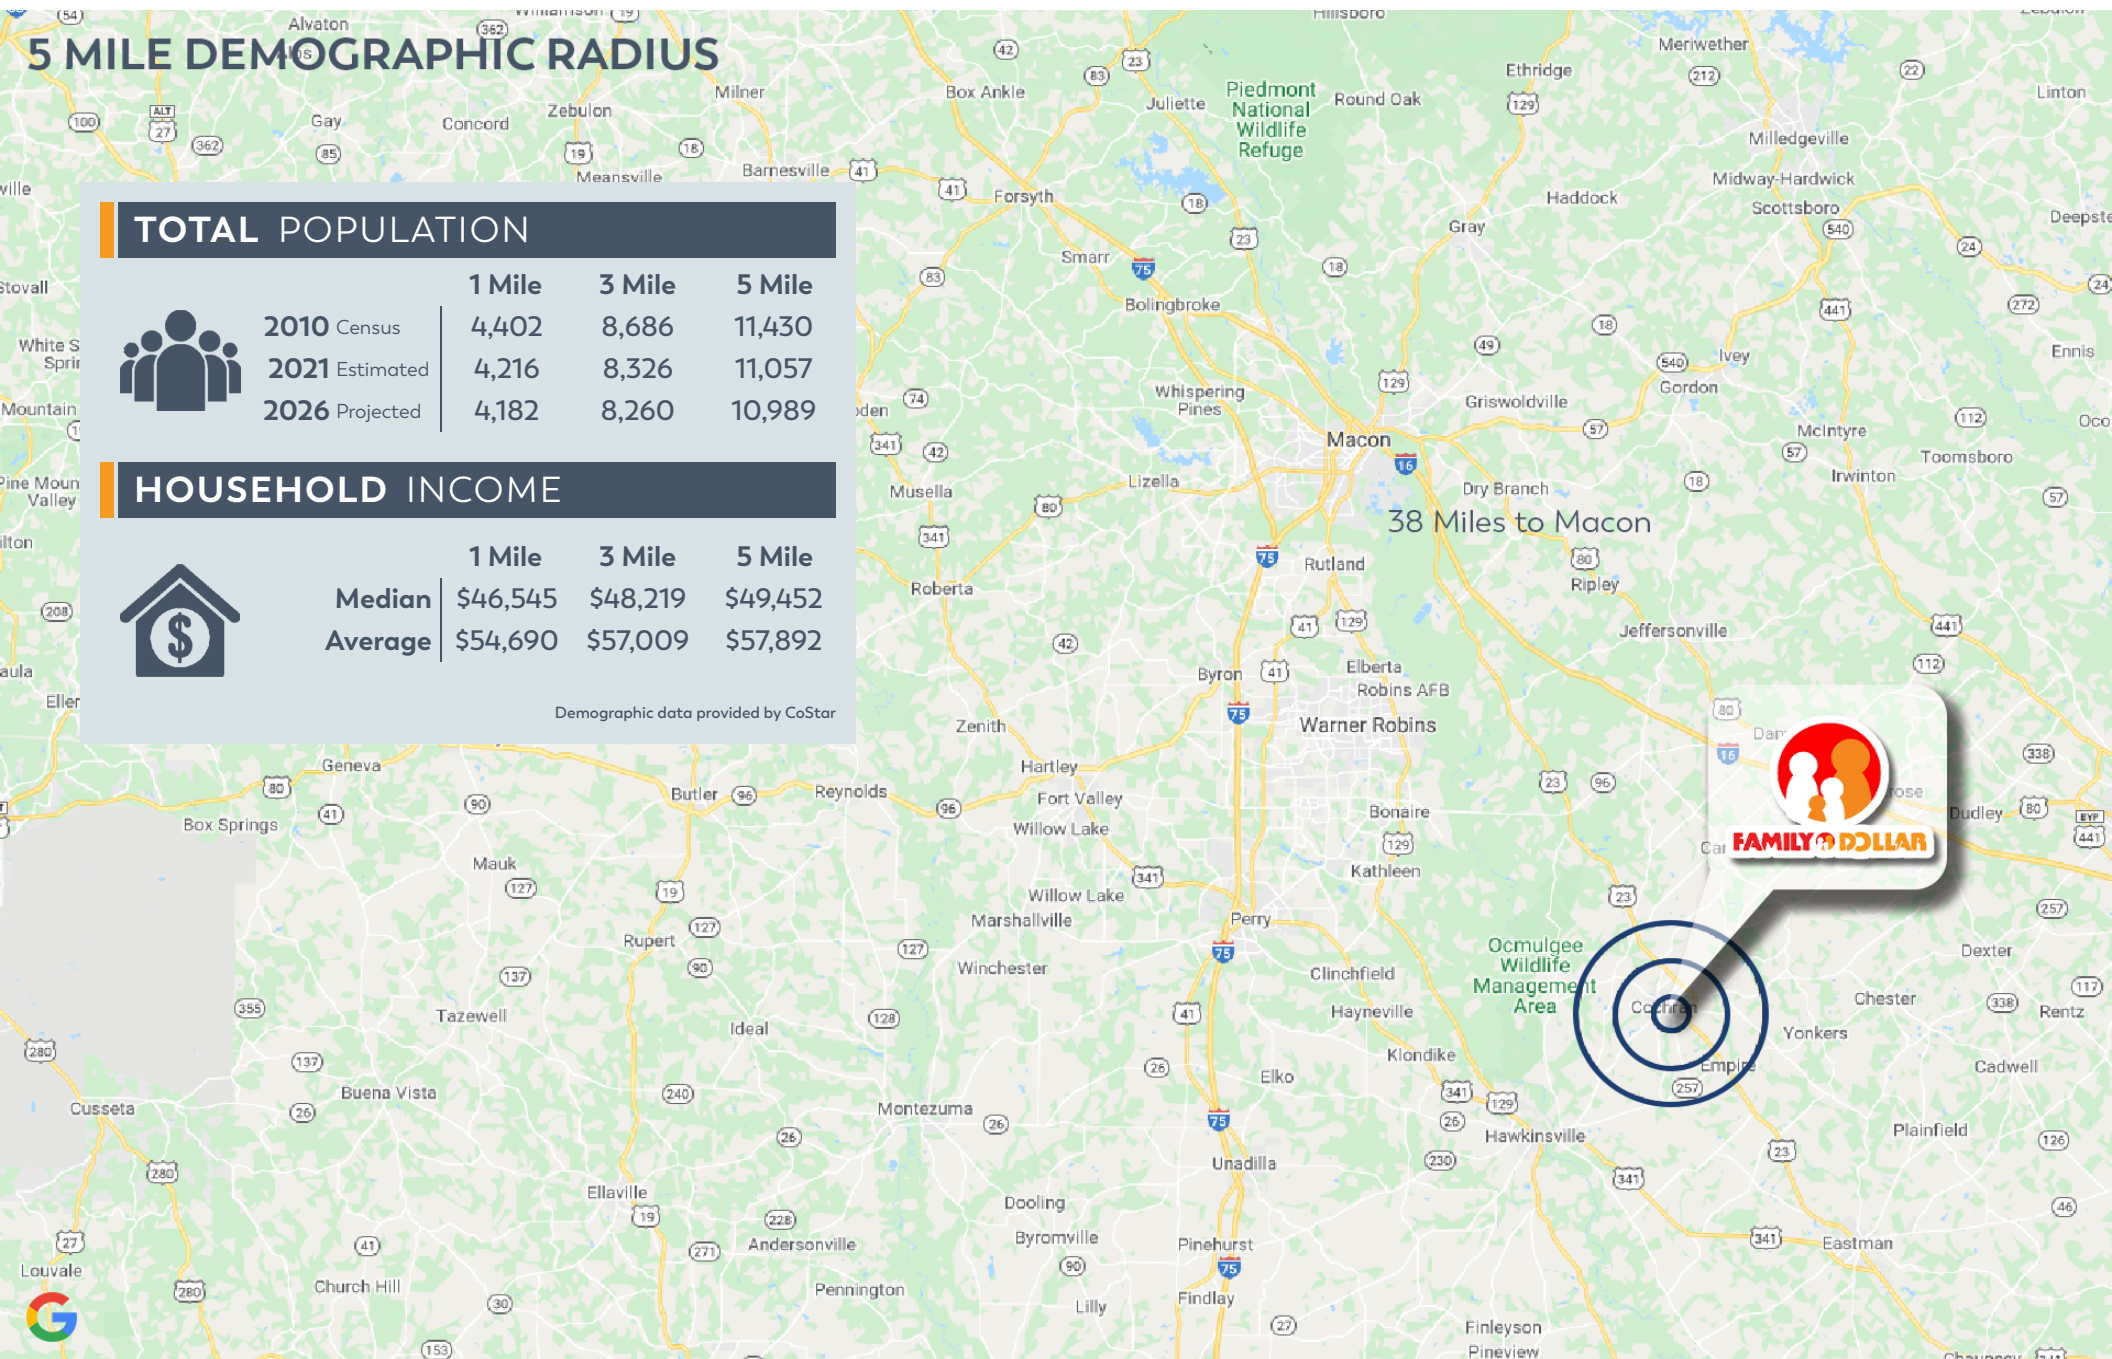 5 MILE DEMOGRAPHIC RADIUS
TOTAL POPULATION
1 Mile 3 Mile 5 Mile
2010 Census 4,402 8,686 11,430
2021 Estimated 4,216 8,326 11,057
2026 Projected 4,182 8,260 10,989
HOUSEHOLD INCOME
1 Mile 3 Mile 5 Mile
Median $46,545 $48,219 $49,452
Average $54,690 $57,009 $57,892
Demographic data provided by CoStar
38 Miles to Macon
FAMILY DOLLAR
Alvaton
Hillsboro
Meriwether
Ethridge
Milner
Box Ankle
Juliette
Piedmont
National
Wildlife
Refuge
Round Oak
Linton
Gay
Concord
Zebulon
Milledgeville
Meansville
Barnesville
Forsyth
Haddock
Midway-Hardwick
Scottsboro
Gray
Smarr
Bolingbroke
Ivey
Gordon
Ennis
Whispering
Pines
Griswoldville
Macon
McIntyre
Toomsboro
Irwinton
Musella
Lizella
Dry Branch
Rutland
Ripley
Roberta
Jeffersonville
Byron
Elberta
Robins AFB
Warner Robins
Zenith
Hartley
Geneva
Butler
Reynolds
Fort Valley
Willow Lake
Bonaire
Dudley
Box Springs
Mauk
Kathleen
Willow Lake
Marshallville
Perry
Rupert
Winchester
Clinchfield
Ocmulgee
Wildlife
Management
Area
Dexter
Cochran
Chester
Rentz
Tazewell
Ideal
Hayneville
Yonkers
Klondike
Empire
Cadwell
Elko
Buena Vista
Cusseta
Montezuma
Hawkinsville
Plainfield
Unadilla
Ellaville
Dooling
Byromville
Andersonville
Pinehurst
Eastman
Louvale
Church Hill
Pennington
Lilly
Findlay
Finleyson
Pineview